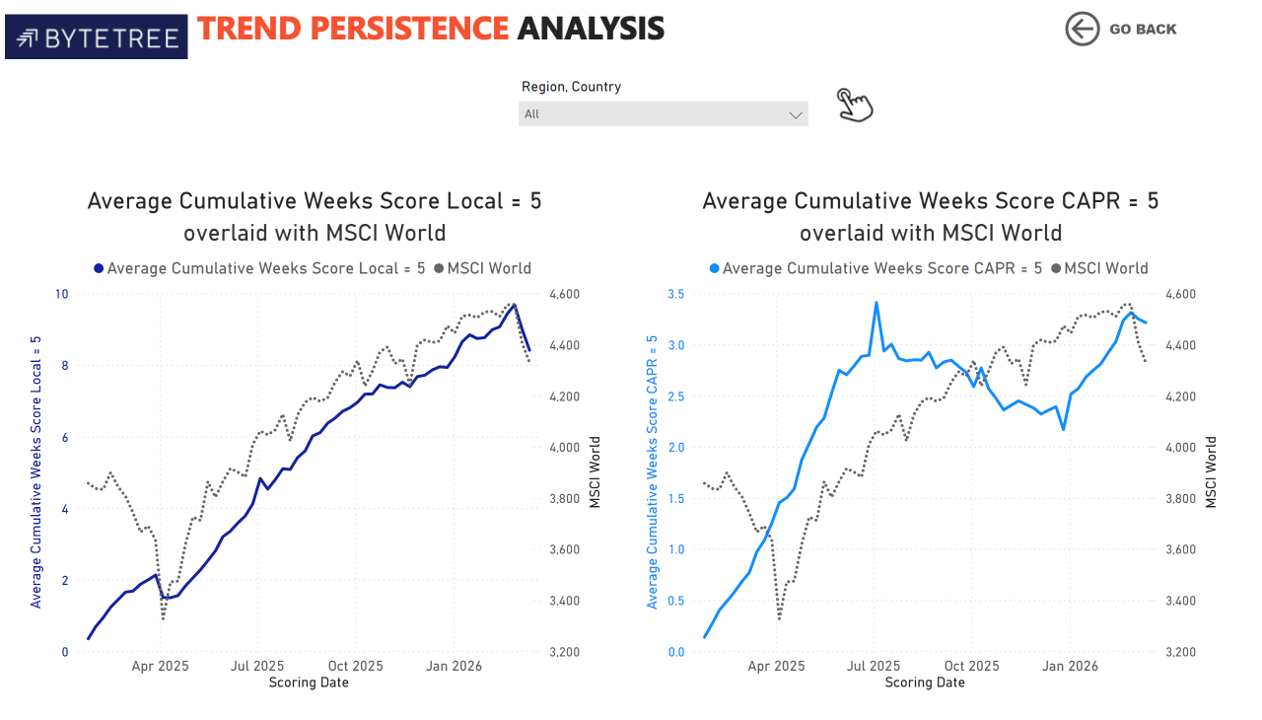 BYTETREE
TREND PERSISTENCE ANALYSIS
GO BACK
Region, Country
All
Average Cumulative Weeks Score Local = 5
overlaid with MSCI World
Average Cumulative Weeks Score Local = 5 MSCI World
10
8
6
4
2
0
Average Cumulative Weeks Score Local = 5
4,600
4,400
4,200
4,000
3,800
3,600
3,400
3,200
MSCI World
Apr 2025 Jul 2025 Oct 2025 Jan 2026
Scoring Date
Average Cumulative Weeks Score CAPR = 5
overlaid with MSCI World
Average Cumulative Weeks Score CAPR = 5 MSCI World
3.5
3.0
2.5
2.0
1.5
1.0
0.5
0.0
Average Cumulative Weeks Score CAPR = 5
4,600
4,400
4,200
4,000
3,800
3,600
3,400
3,200
MSCI World
Apr 2025 Jul 2025 Oct 2025 Jan 2026
Scoring Date